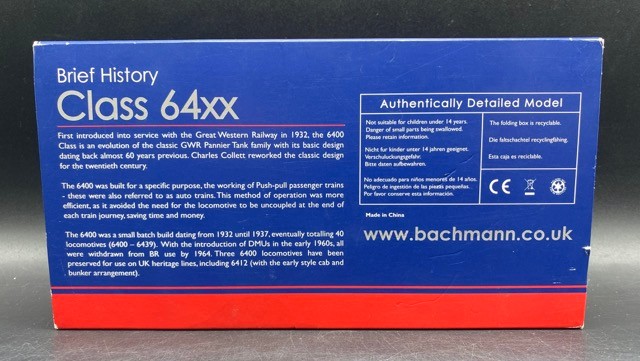 Brief History
Class 64xx
First introduced into service with the Great Western Railway in 1932, the 6400
Class is an evolution of the classic GWR Pannier Tank family with its basic design
dating back almost 60 years previous. Charles Collett reworked the classic design
for the twentieth century.
The 6400 was built for a specific purpose, the working of Push-pull passenger trains
- these were also referred to as auto trains. This method of operation was more
efficient, as it avoided the need for the locomotive to be uncoupled at the end of
each train journey, saving time and money.
The 6400 was a small batch build dating from 1932 until 1937, eventually totalling 40
locomotives (6400 – 6439). With the introduction of DMUs in the early 1960s, all
were withdrawn from BR use by 1964. Three 6400 locomotives have been
preserved for use on UK heritage lines, including 6412 (with the early style cab and
bunker arrangement).
Authentically Detailed Model
Not suitable for children under 14 years.
Danger of small parts being swallowed.
Please retain information.
Nicht fur kinder unter 14 jahren geeignet.
Verschuluckungsgefahr.
Bitte daten aufbewahren.
No adecuado para niños menores de 14 años.
Peligro de ingestión de las pieatis pequeñas.
Por favor conserve esta información.
The folding box is recyclable.
Die faltschachtel recyclingfähing.
Esta caja es reciclable.
CE
Made in China
www.bachmann.co.uk